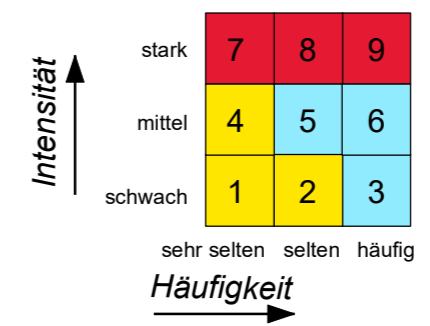 Intensität
stark 7 8 9
mittel 4 5 6
schwach 1 2 3
sehr selten selten häufig
Häufigkeit